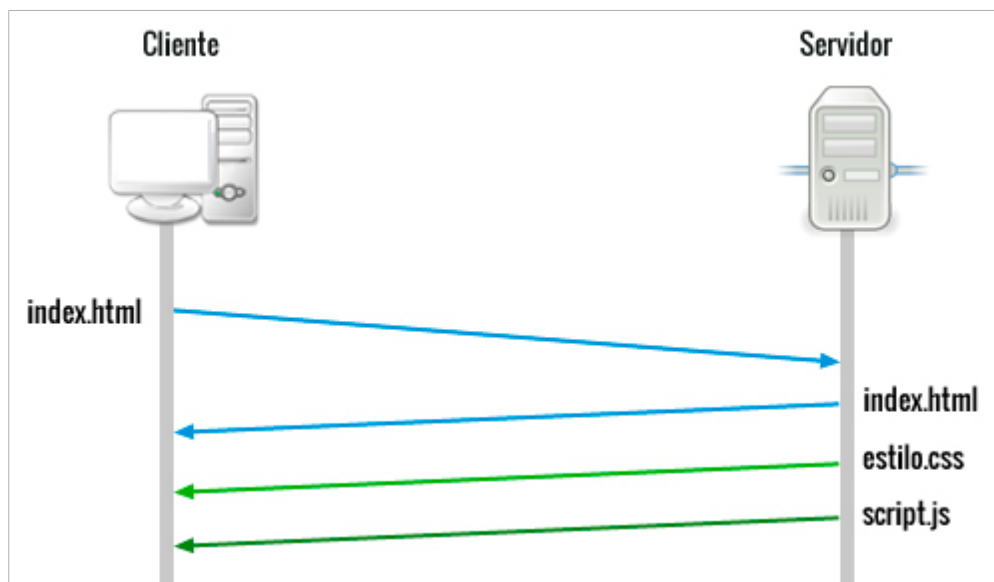 Cliente
Servidor
index.html
index.html
estilo.css
script.js